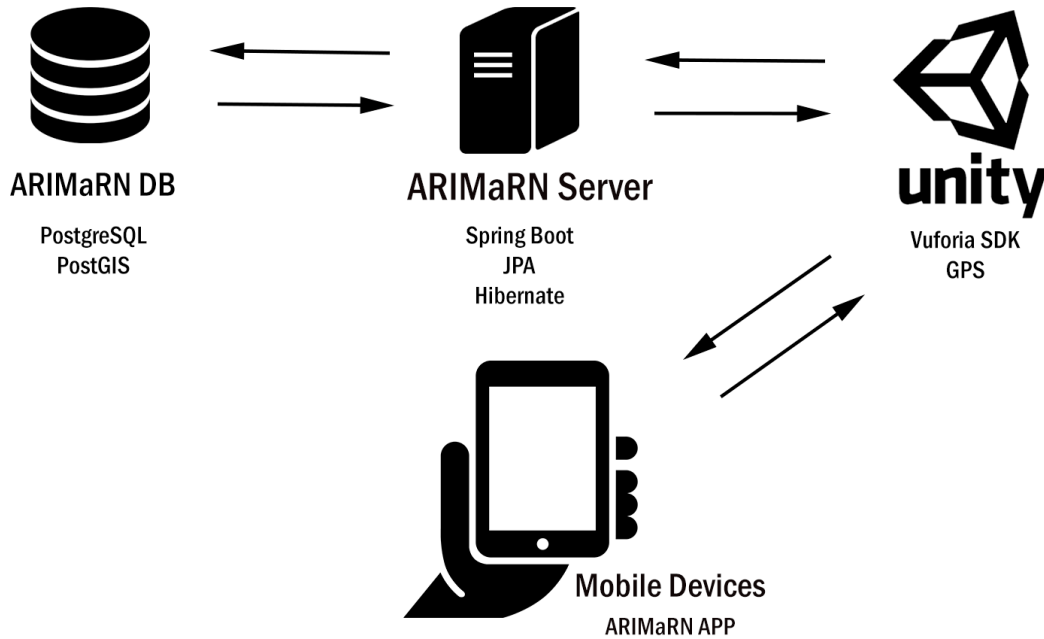 ARIMaRN DB
PostgreSQL
PostGIS
ARIMaRN Server
Spring Boot
JPA
Hibernate
unity
Vuforia SDK
GPS
Mobile Devices
ARIMaRN APP